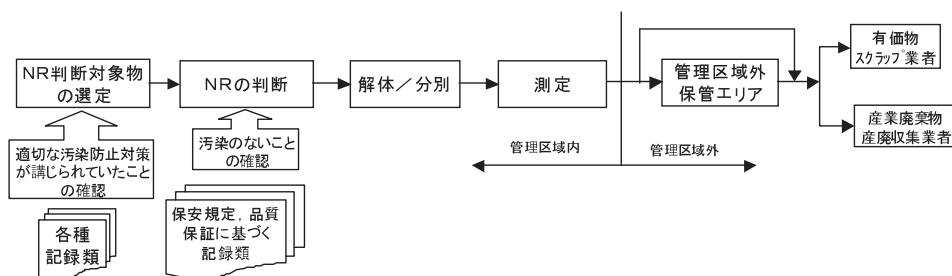 NR判断対象物
の選定
NRの判断
解体／分別
測定
管理区域外
保管エリア
有価物
スクラップ業者
産業廃棄物
産廃収集業者
適切な汚染防止対策
が講じられていたこと
の確認
汚染のないこと
の確認
管理区域内
管理区域外
各種
記録類
保安規定，品質
保証に基づく
記録類